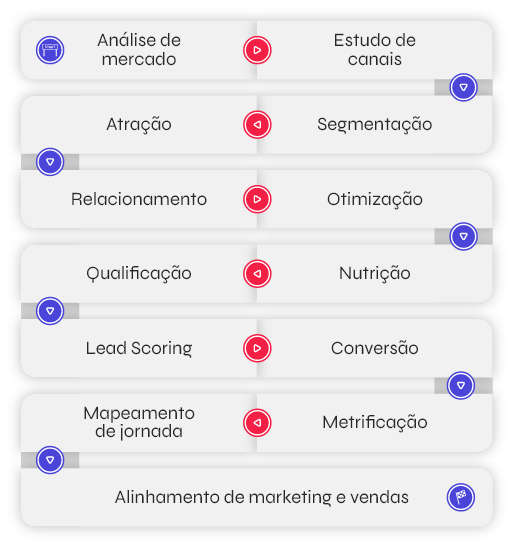 Análise de
mercado
Estudo de
canais
Atração
Segmentação
Relacionamento
Otimização
Qualificação
Nutrição
Lead Scoring
Conversão
Mapeamento
de jornada
Metrificação
Alinhamento de marketing e vendas